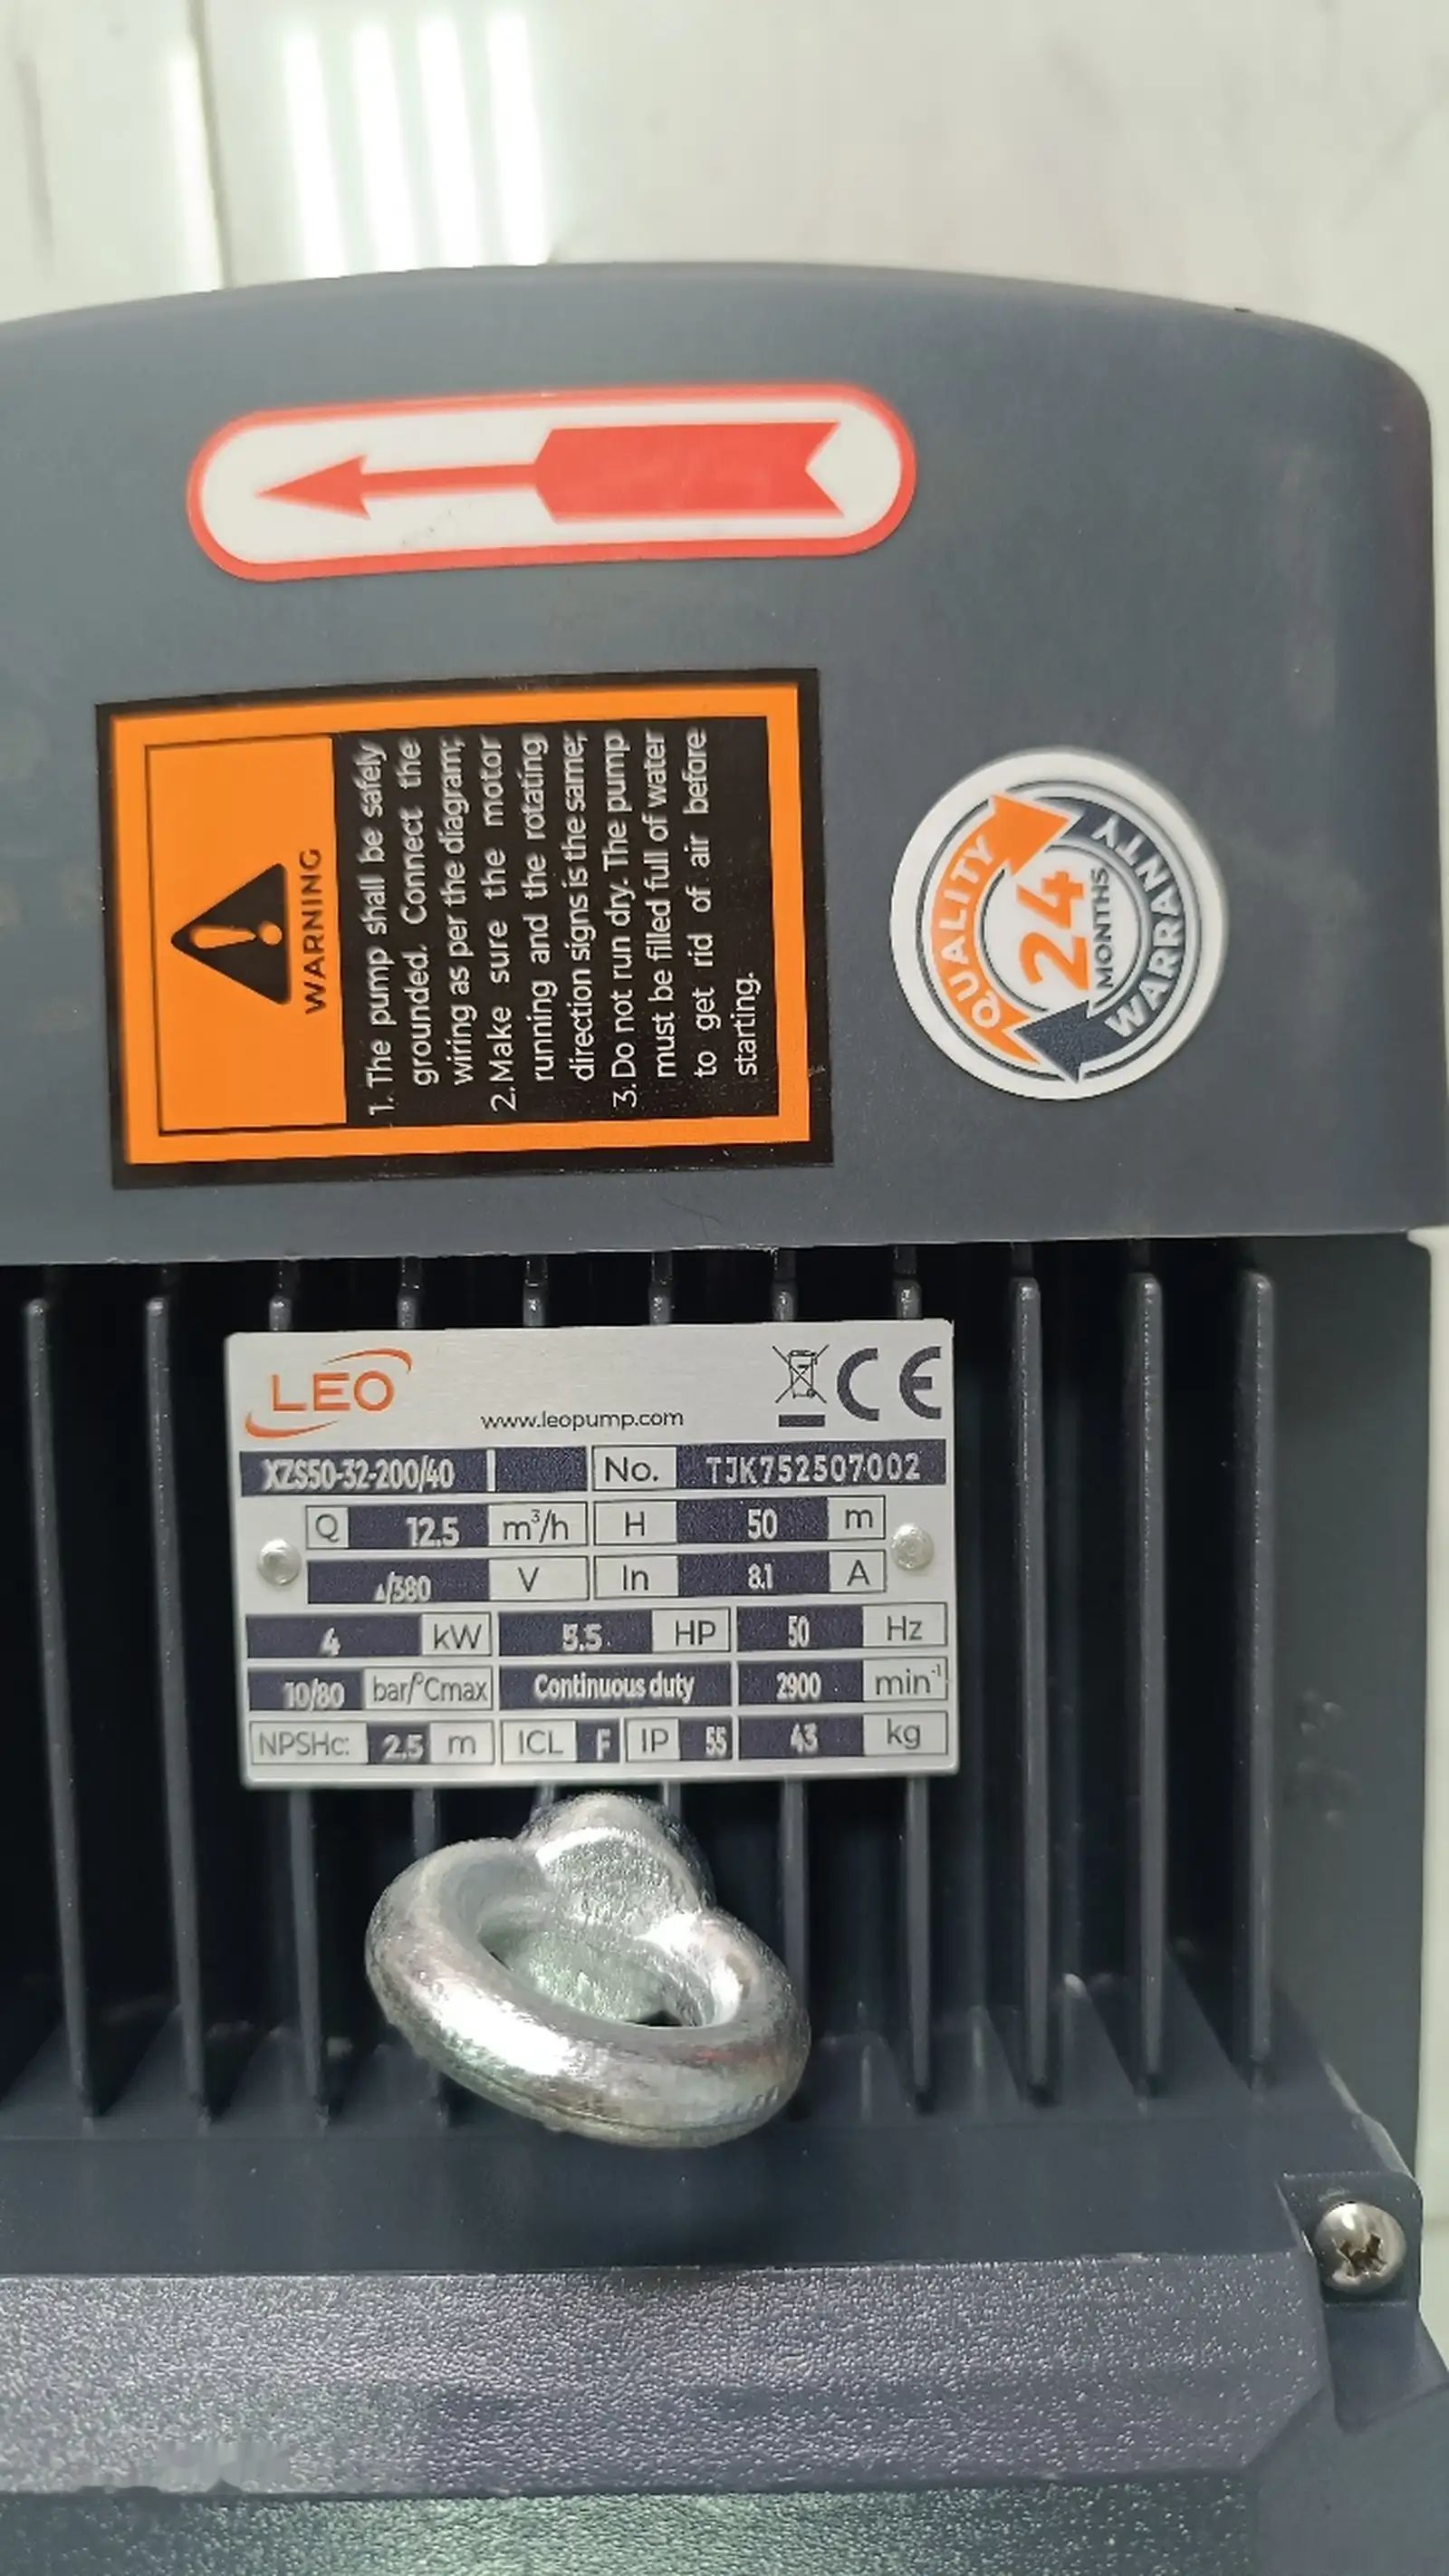 WARNING
1. The pump shall be safely
grounded. Connect the
wiring as per the diagram;
2.Make sure the motor
running and the rotating
direction signs is the same;
3. Do not run dry. The pump
must be filled full of water
to get rid of air before
starting.
QUALITY
24
MONTHS
WARRANTY
LEO
www.leopump.com
CE
XZS50-32-200/40 No. TJK752507002
Q 12.5 m³/h H 50 m
△/380 V In 8.1 A
4 kW 5.5 HP 50 Hz
10/80 bar/°Cmax Continuous duty 2900 min⁻¹
NPSHc: 2.5 m ICL F IP 55 43 kg